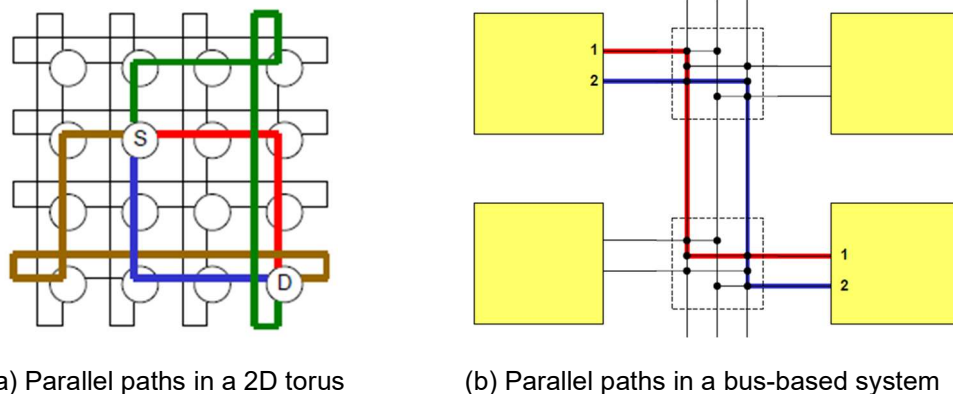 S
D
1
2
1
2
a) Parallel paths in a 2D torus
(b) Parallel paths in a bus-based system